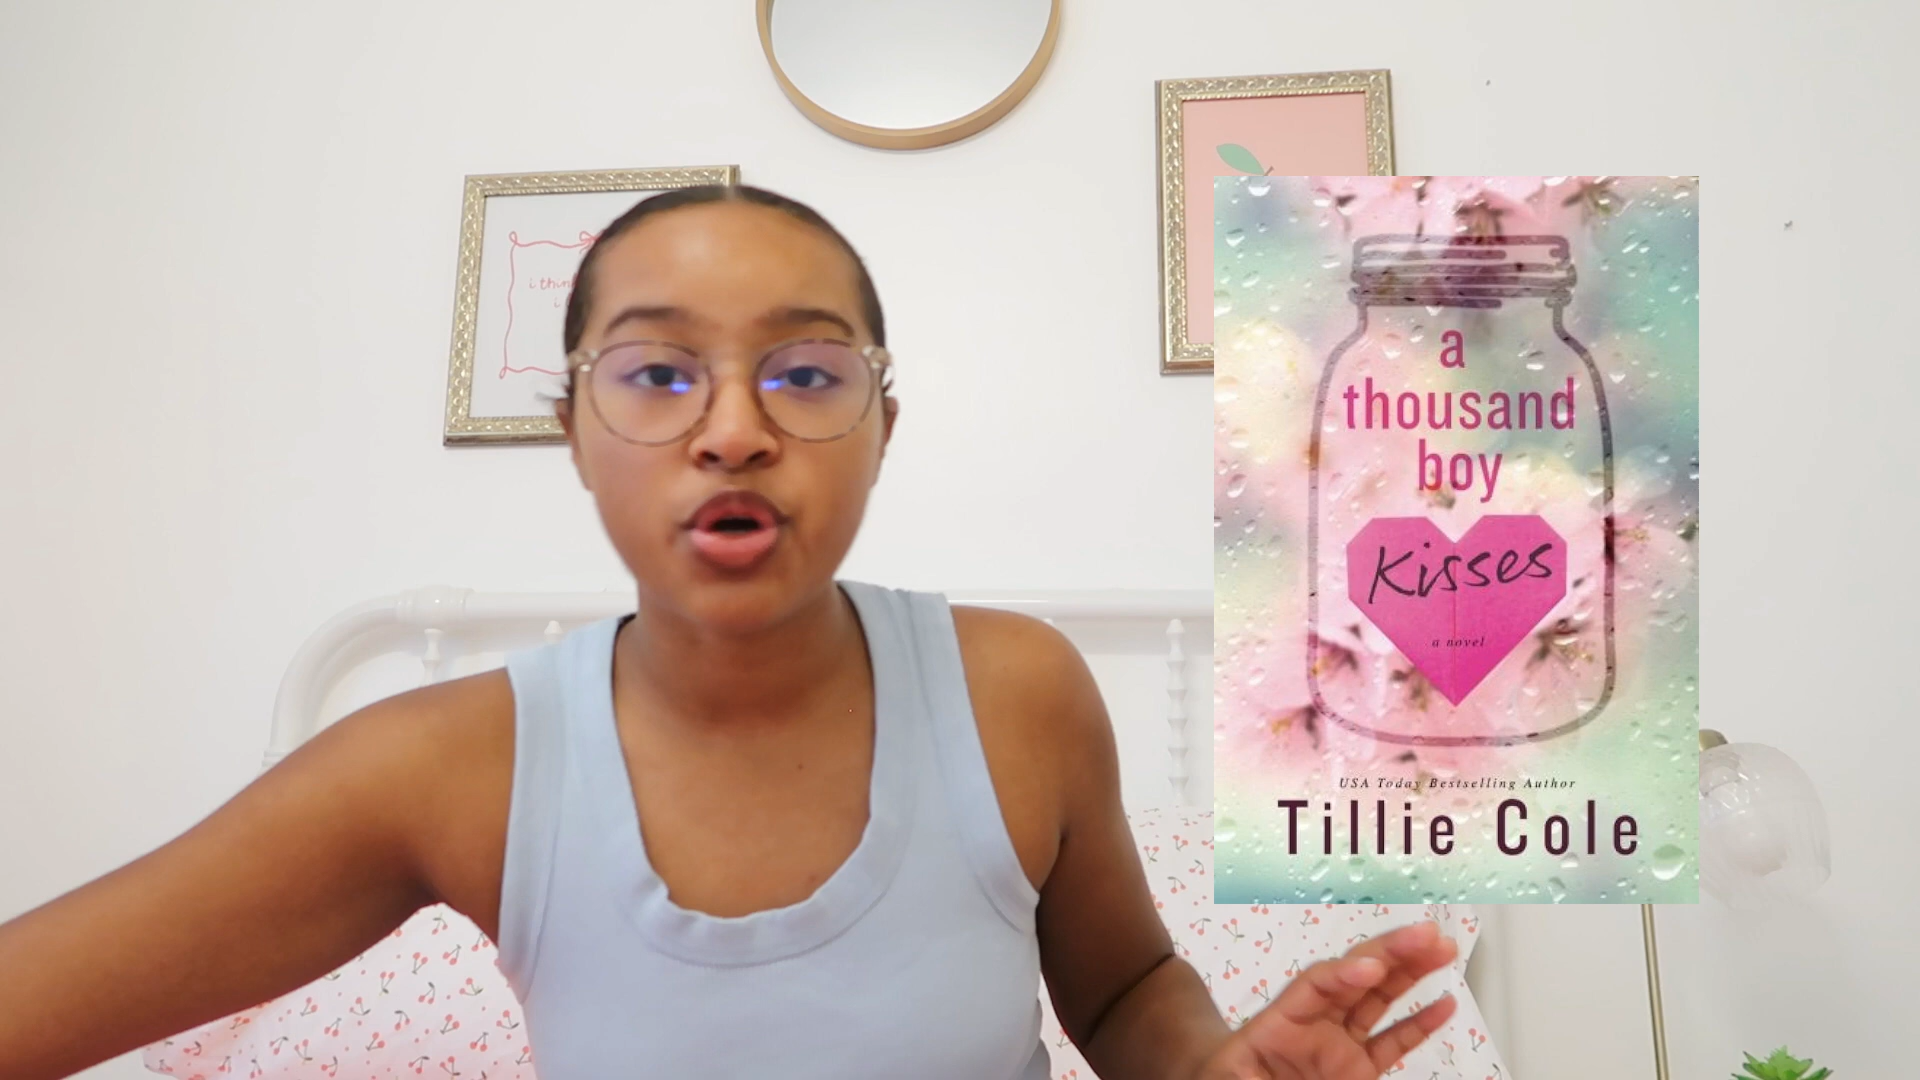 i
i
a
thousand
boy
Kisses
a novel
USA Today Bestselling Author
Tillie Cole